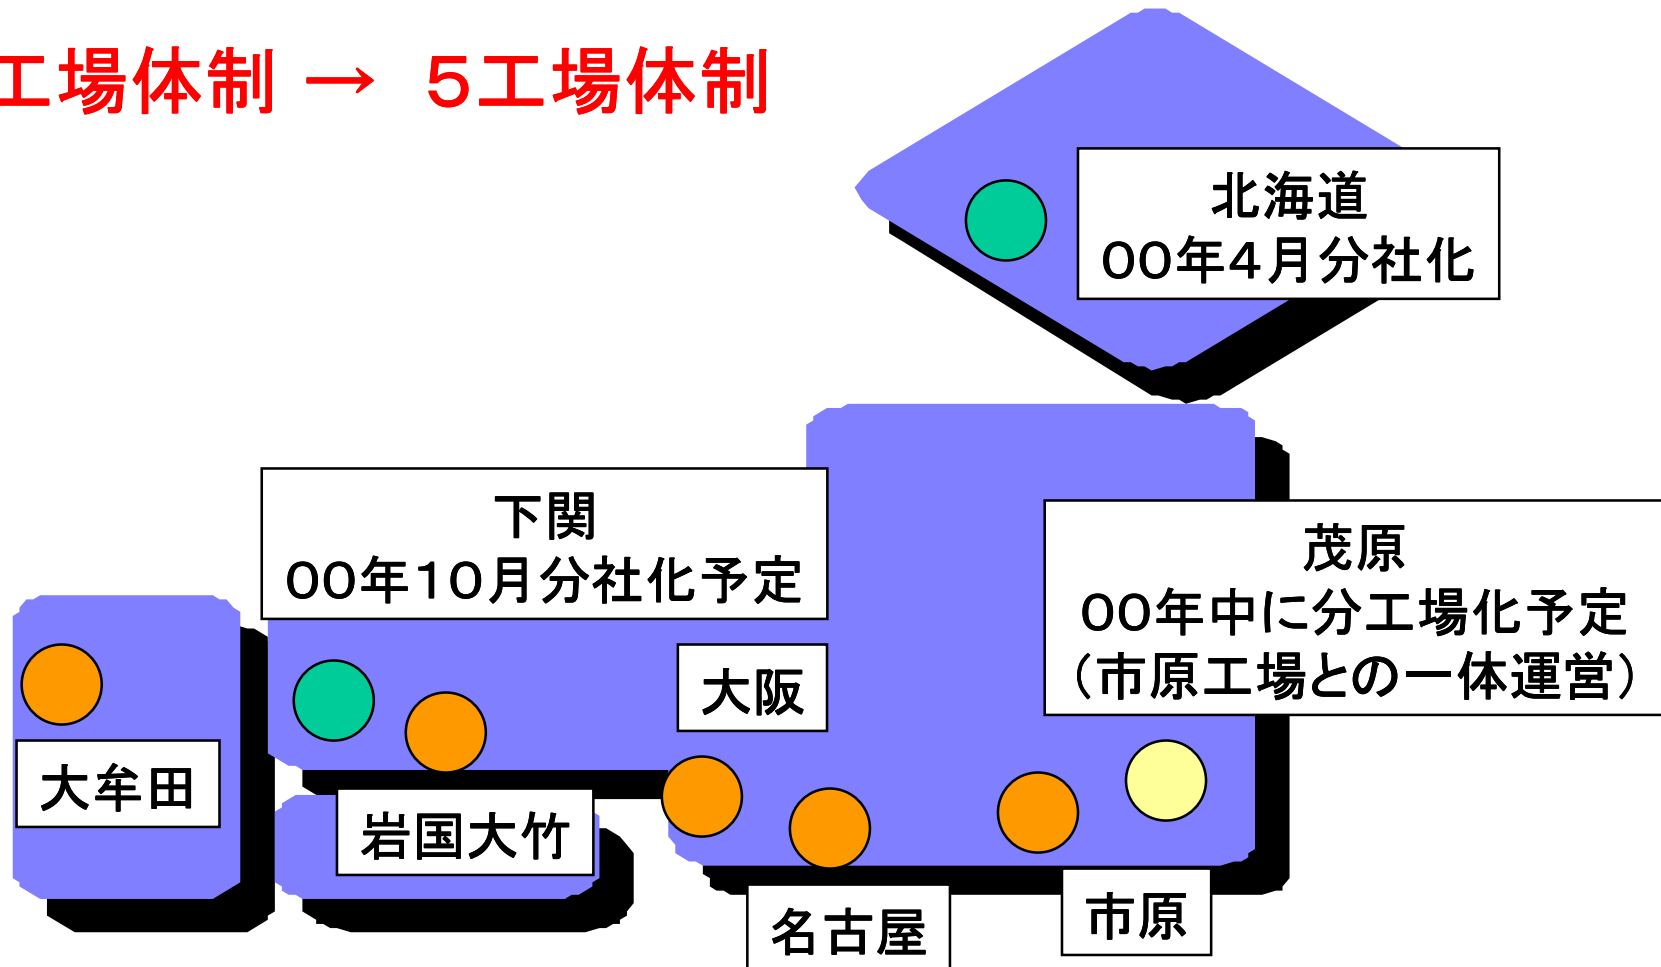 工場体制 → 5工場体制
北海道
００年４月分社化
下関
００年１０月分社化予定
茂原
００年中に分工場化予定
（市原工場との一体運営）
大阪
大牟田
岩国大竹
名古屋
市原